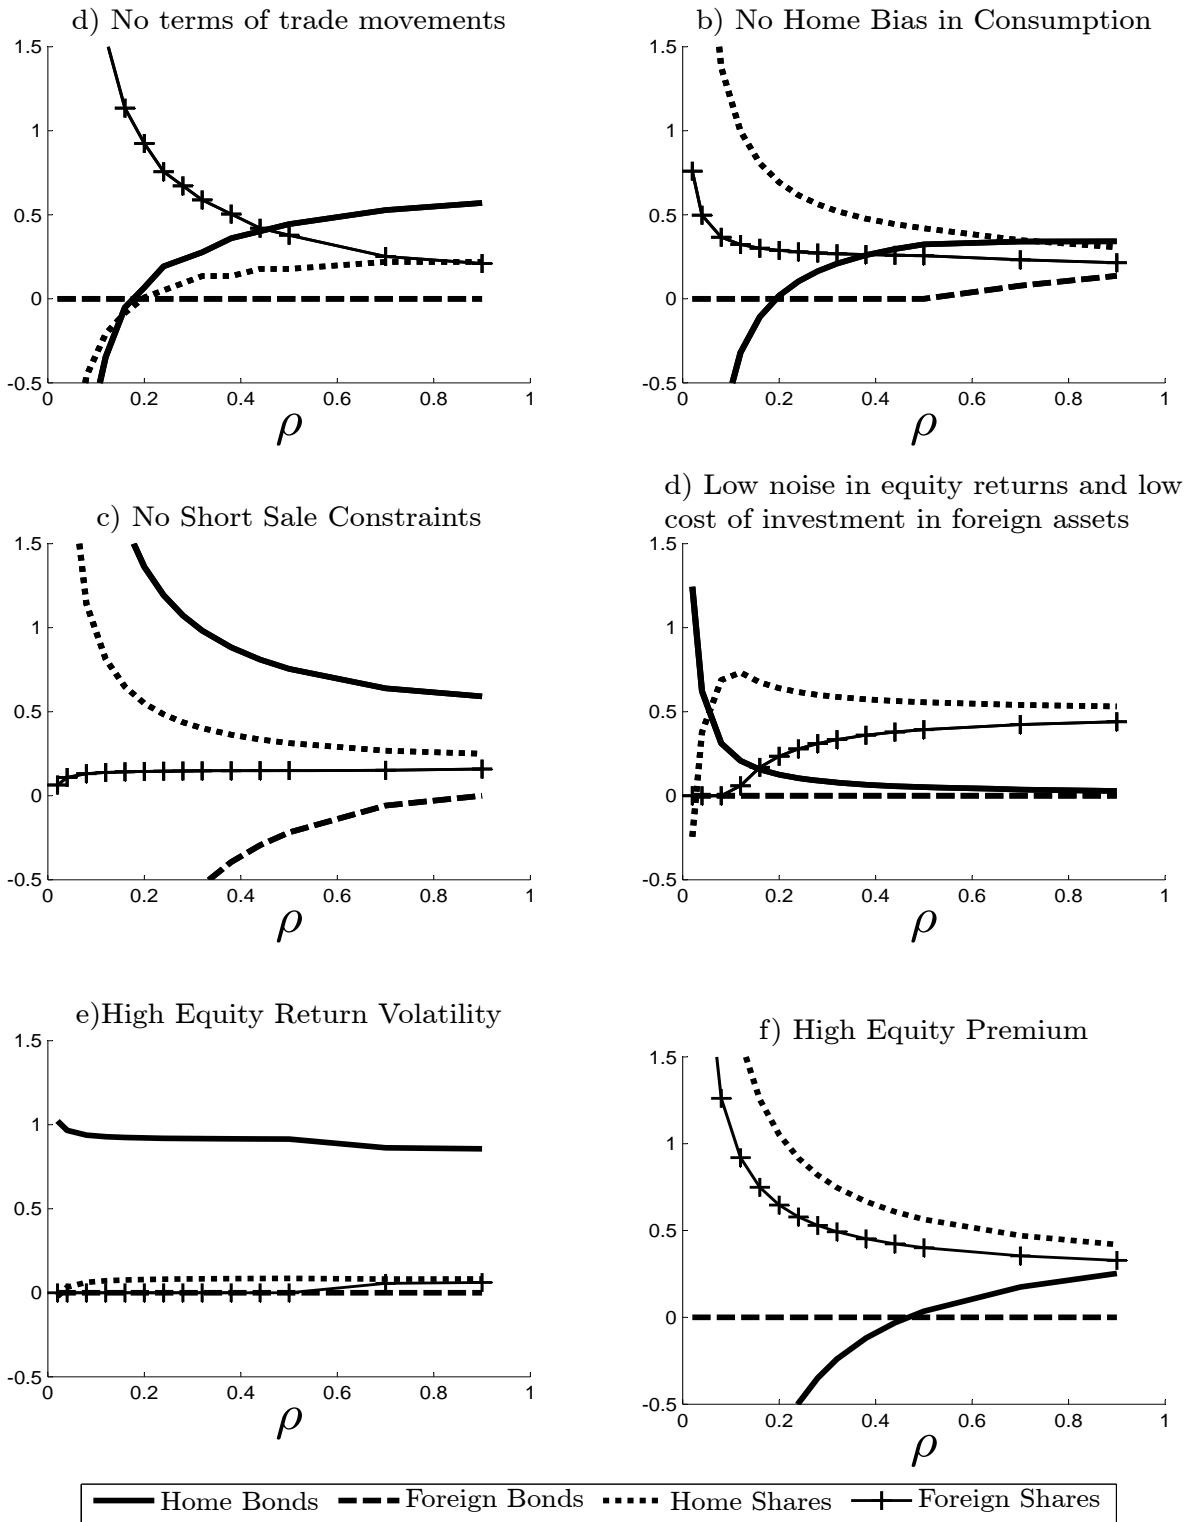 d) No terms of trade movements
1.5
1
0.5
0
-0.5
0 0.2 0.4 0.6 0.8 1
ρ
b) No Home Bias in Consumption
1.5
1
0.5
0
-0.5
0 0.2 0.4 0.6 0.8 1
ρ
c) No Short Sale Constraints
1.5
1
0.5
0
-0.5
0 0.2 0.4 0.6 0.8 1
ρ
d) Low noise in equity returns and low
cost of investment in foreign assets
1.5
1
0.5
0
-0.5
0 0.2 0.4 0.6 0.8 1
ρ
e)High Equity Return Volatility
1.5
1
0.5
0
-0.5
0 0.2 0.4 0.6 0.8 1
ρ
f) High Equity Premium
1.5
1
0.5
0
-0.5
0 0.2 0.4 0.6 0.8 1
ρ
Home Bonds Foreign Bonds Home Shares Foreign Shares